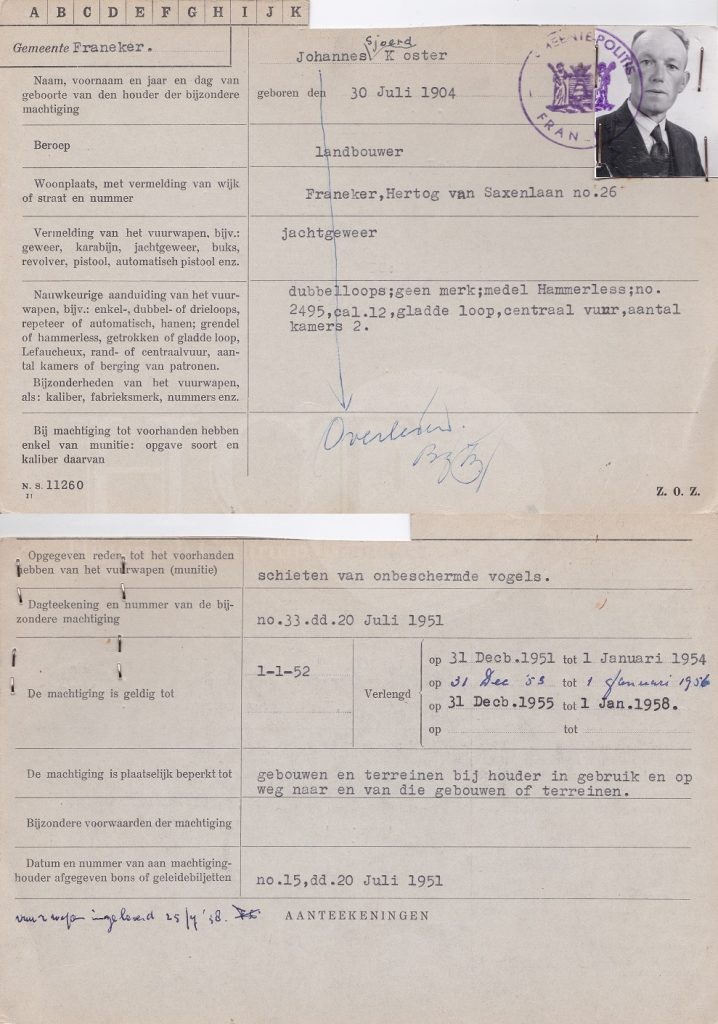 A B C D E F G H I J K
Gemeente Franeker.
Sjoerd
Johannes Koster
Naam, voornaam en jaar en dag van
geboorte van den houder der bijzondere
machtiging
geboren den 30 Juli 1904
GEMEENTEPOLITIE
FRAN
Beroep
landbouwer
Woonplaats, met vermelding van wijk
of straat en nummer
Franeker,Hertog van Saxenlaan no.26
Vermelding van het vuurwapen, bijv.:
geweer, karabijn, jachtgeweer, buks,
revolver, pistool, automatisch pistool enz.
jachtgeweer
Nauwkeurige aanduiding van het vuur-
wapen, bijv.: enkel-, dubbel- of drieloops,
repeteer of automatisch, hanen; grendel
of hammerless, getrokken of gladde loop,
Lefaucheux, rand- of centraalvuur, aan-
tal kamers of berging van patronen.
Bijzonderheden van het vuurwapen,
als: kaliber, fabrieksmerk, nummers enz.
dubbelloops;geen merk;medel Hammerless;no.
2495,cal.12,gladde loop,centraal vuur,aantal
kamers 2.
Bij machtiging tot voorhanden hebben
enkel van munitie: opgave soort en
kaliber daarvan
Overleden.
N. S. 11260
Z. O. Z.
Opgegeven reden tot het voorhanden
hebben van het vuurwapen (munitie)
schieten van onbeschermde vogels.
Dagteekening en nummer van de bij-
zondere machtiging
no.33.dd.20 Juli 1951
De machtiging is geldig tot
1-1-52
Verlengd
op 31 Decb.1951 tot 1 Januari 1954
op 31 Dec '53 tot 1 Januari 1956
op 31 Decb.1955 tot 1 Jan.1958.
op tot
De machtiging is plaatselijk beperkt tot
gebouwen en terreinen bij houder in gebruik en op
weg naar en van die gebouwen of terreinen.
Bijzondere voorwaarden der machtiging
Datum en nummer van aan machtiging-
houder afgegeven bons of geleidebiljetten
no.15,dd.20 Juli 1951
ingeleverd '58.
AANTEEKENINGEN